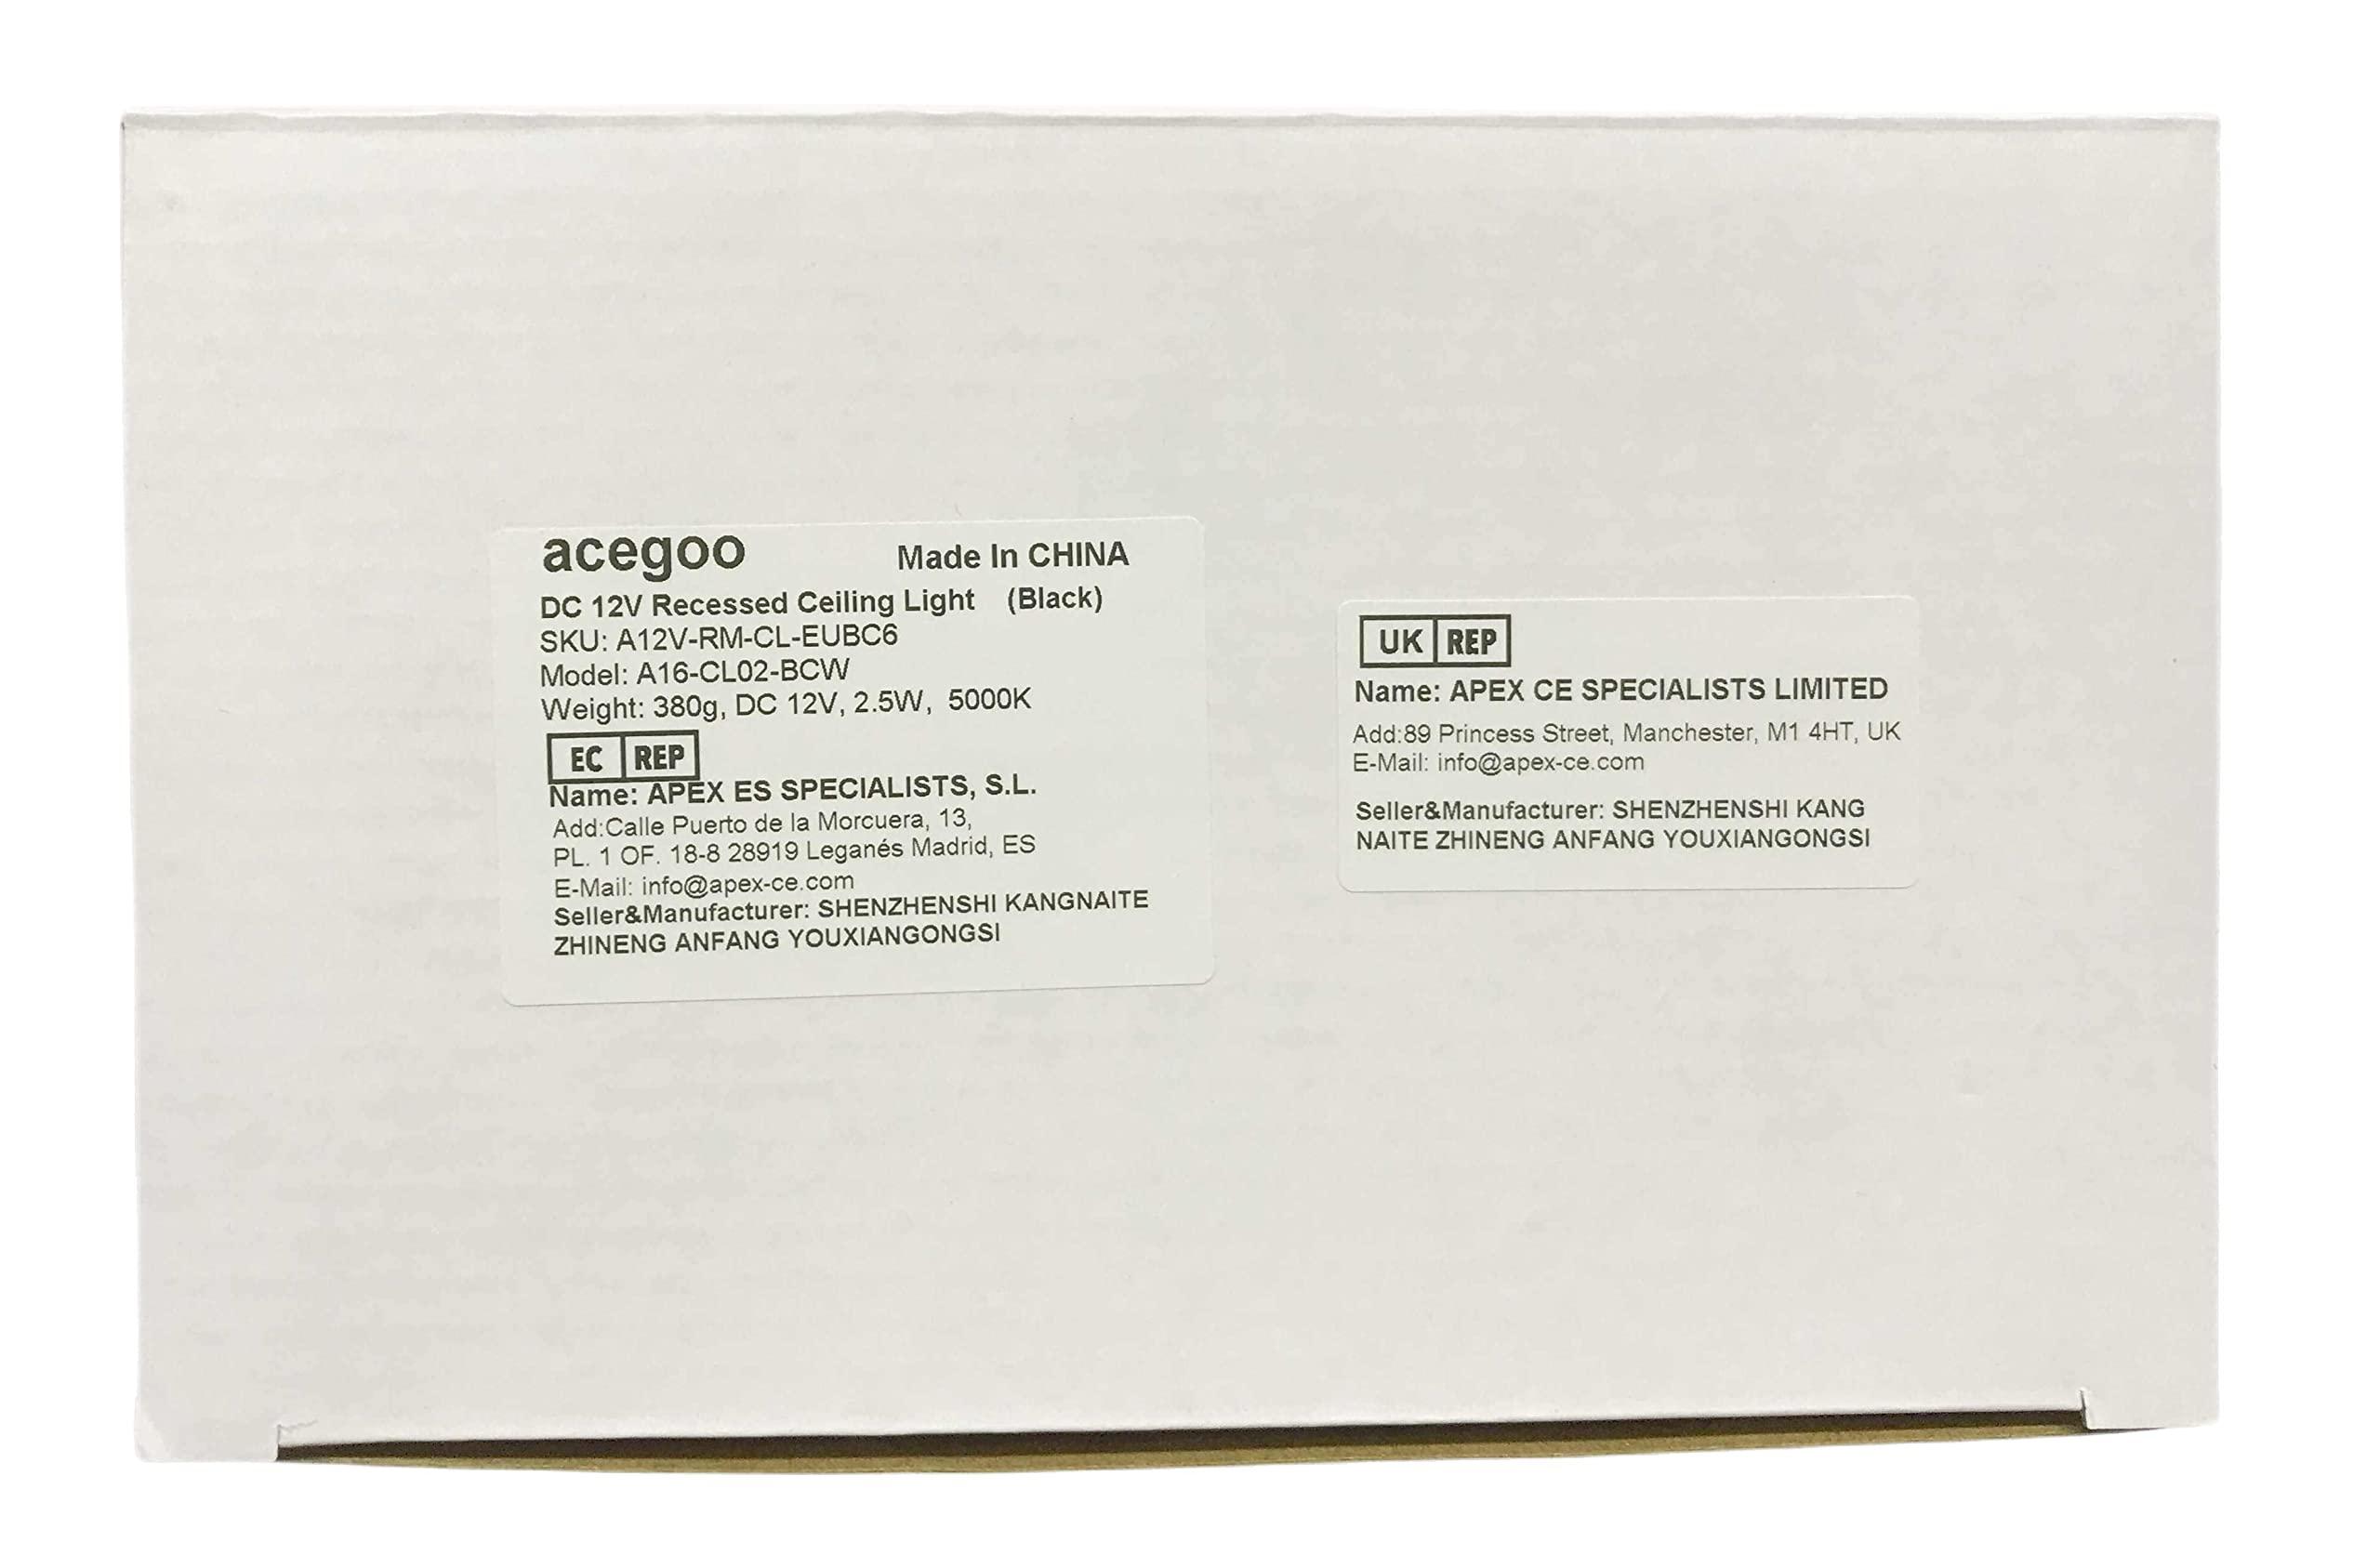 acegoo Made In CHINA
DC 12V Recessed Ceiling Light (Black)
SKU: A12V-RM-CL-EUBC6
Model: A16-CL02-BCW
Weight: 380g, DC 12V, 2.5W, 5000K
EC REP
Name: APEX ES SPECIALISTS, S.L.
Add:Calle Puerto de la Morcuera, 13,
PL. 1 OF. 18-8 28919 Leganés Madrid, ES
E-Mail: info@apex-ce.com
Seller&Manufacturer: SHENZHENSHI KANGNAITE
ZHINENG ANFANG YOUXIANGONGSI
UK REP
Name: APEX CE SPECIALISTS LIMITED
Add:89 Princess Street, Manchester, M1 4HT, UK
E-Mail: info@apex-ce.com
Seller&Manufacturer: SHENZHENSHI KANG
NAITE ZHINENG ANFANG YOUXIANGONGSI